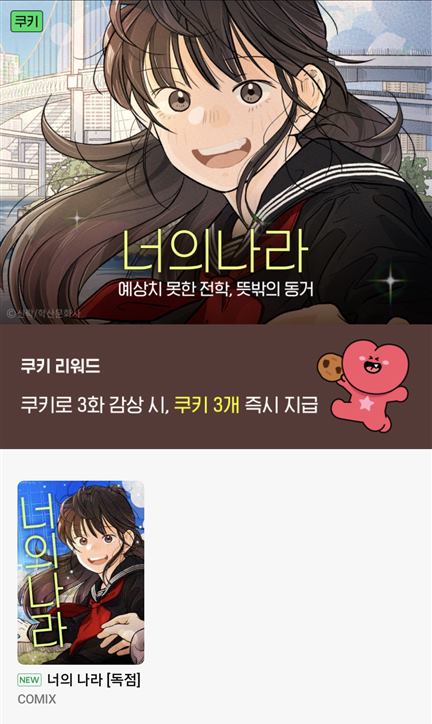 쿠키
너의나라
예상치 못한 전학, 뜻밖의 동거
쿠키 리워드
쿠키로 3화 감상 시, 쿠키 3개 즉시 지급
너의나라
NEW 너의 나라 [독점]
COMIX